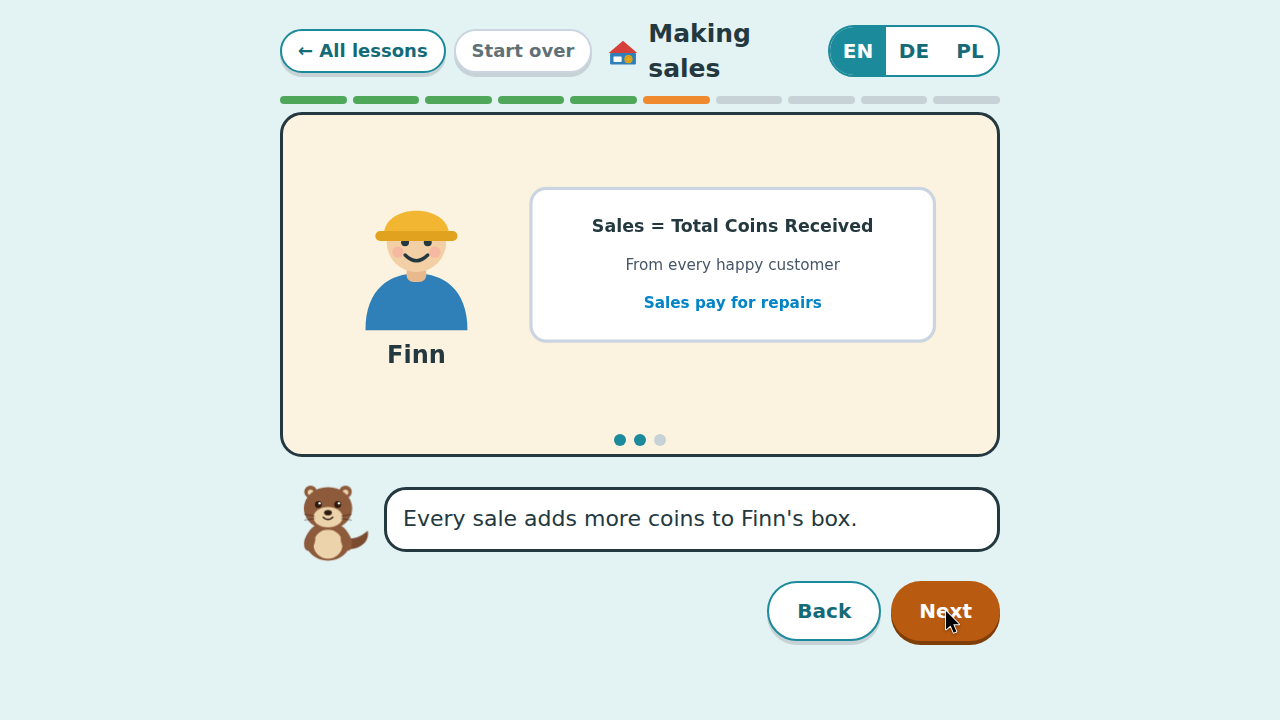 ← All lessons
Start over
Making
sales
EN DE PL
Sales = Total Coins Received
From every happy customer
Sales pay for repairs
Finn
Every sale adds more coins to Finn's box.
Back
Next